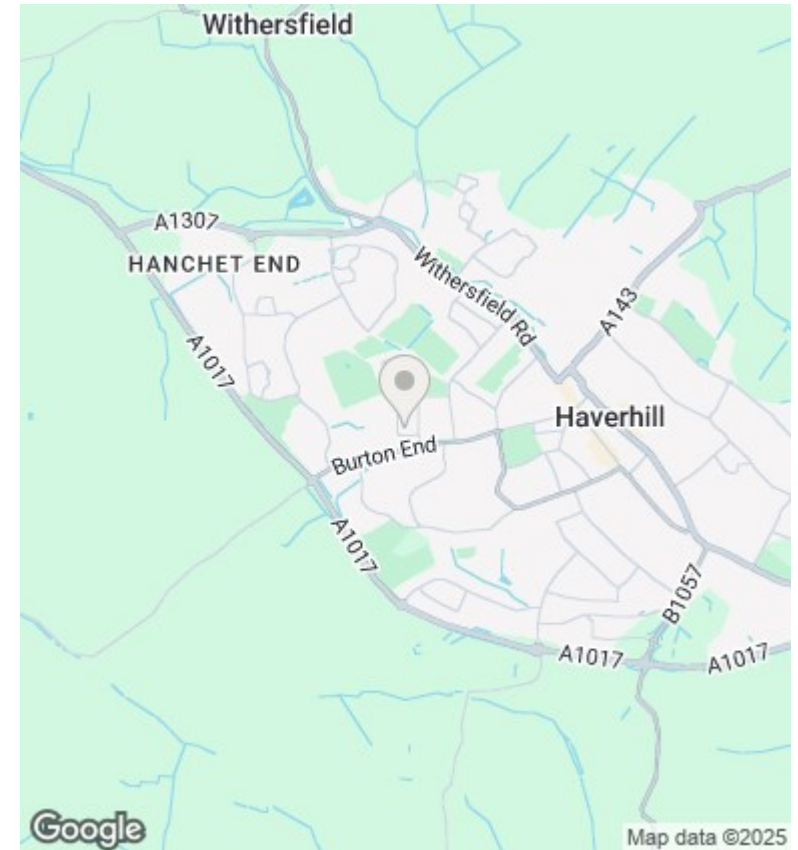 Withersfield
A1307
HANCHET END
Withersfield Rd
A143
A1017
Haverhill
Burton End
A1017
B1057
A1017
A1017
Google
Map data ©2025